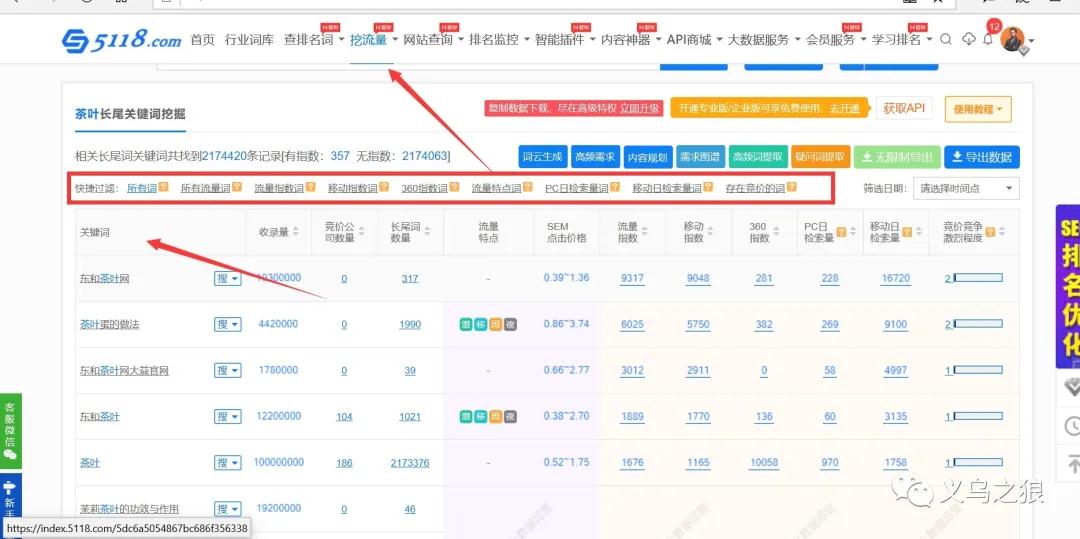 5118.com 首页 行业词库 查排名词 挖流量 网站查询 排名监控 智能插件 内容神器 API商城 大数据服务 会员服务 学习排名 12
茶叶长尾关键词挖掘 复制数据下载,尽在高级特权 立即升级 开通专业版/企业版可享免费使用, 去开通 获取API 使用教程
相关长尾词关键词共找到2174420条记录[有指数: 357 无指数: 2174063] 词云生成 高频需求 内容规划 需求图谱 高频词提取 疑问词提取 无限制导出 导出数据
快捷过滤: 所有词 所有流量词 流量指数词 移动指数词 360指数词 流量特点词 PC日检索量词 移动日检索量词 存在竞价的词 筛选日期: 请选择时间点
关键词 收录量 竞价公司数量 长尾词数量 流量特点 SEM点击价格 流量指数 移动指数 360指数 PC日检索量 移动日检索量 竞价竞争激烈程度
东和茶叶网 搜 10300000 0 317 - 0.39~1.36 9317 9048 281 228 16720 2
茶叶蛋的做法 搜 4420000 0 1990 潜 移 周 夜 0.86~3.74 6025 5750 382 269 9100 2
东和茶叶网大益官网 搜 1780000 0 39 - 0.66~2.77 3012 2911 0 58 4997 1
东和茶叶 搜 12200000 104 1021 潜 移 周 夜 0.38~2.70 1889 1770 136 60 3135 1
茶叶 搜 100000000 186 2173376 - 0.52~1.75 1676 1165 10058 970 1758 1
茉莉茶叶的功效与作用 搜 19200000 0 46
https://index.5118.com/5dc6a5054867bc686f356338
客服微信
新手
SE
排名优化
义乌之狼